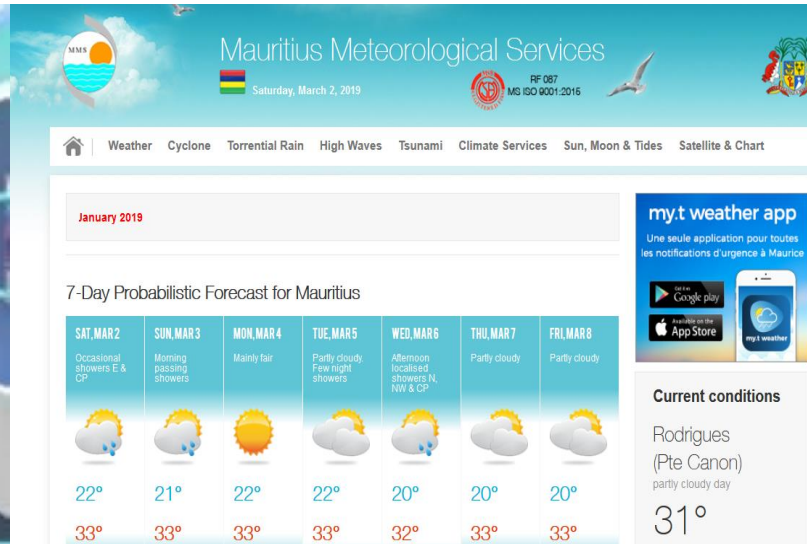 MMS
Mauritius Meteorological Services
Saturday, March 2, 2019
RF 087
MS ISO 9001:2015
Weather Cyclone Torrential Rain High Waves Tsunami Climate Services Sun, Moon & Tides Satellite & Chart
January 2019
my.t weather app
Une seule application pour toutes
les notifications d'urgence à Maurice
Google play
Available on the
App Store
my.t weather
7-Day Probabilistic Forecast for Mauritius
SAT, MAR 2 SUN, MAR 3 MON, MAR 4 TUE, MAR 5 WED, MAR 6 THU, MAR 7 FRI, MAR 8
Occasional showers E & CP
Morning passing showers
Mainly fair
Partly cloudy. Few night showers
Afternoon localised showers N, NW & CP
Partly cloudy
Partly cloudy
22° 21° 22° 22° 20° 20° 20°
33° 33° 33° 33° 32° 33° 33°
Current conditions
Rodrigues
(Pte Canon)
partly cloudy day
31°